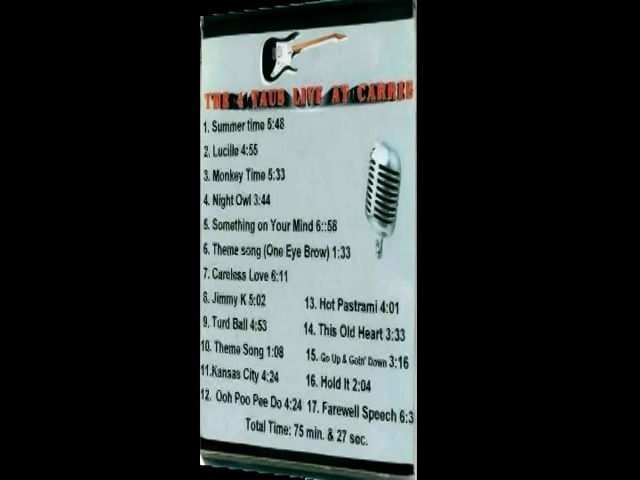 THE 4 TAUS LIVE AT CARRIE
1. Summer time 5:48
2. Lucille 4:55
3. Monkey Time 5:33
4. Night Owl 3:44
5. Something on Your Mind 6::58
6. Theme song (One Eye Brow) 1:33
7. Careless Love 6:11
8. Jimmy K 5:02
9. Turd Ball 4:53
10. Theme Song 1:08
11.Kansas City 4:24
12. Ooh Poo Pee Do 4:24
13. Hot Pastrami 4:01
14. This Old Heart 3:33
15. Go Up & Goin' Down 3:16
16. Hold It 2:04
17. Farewell Speech 6:3
Total Time: 75 min. & 27 sec.